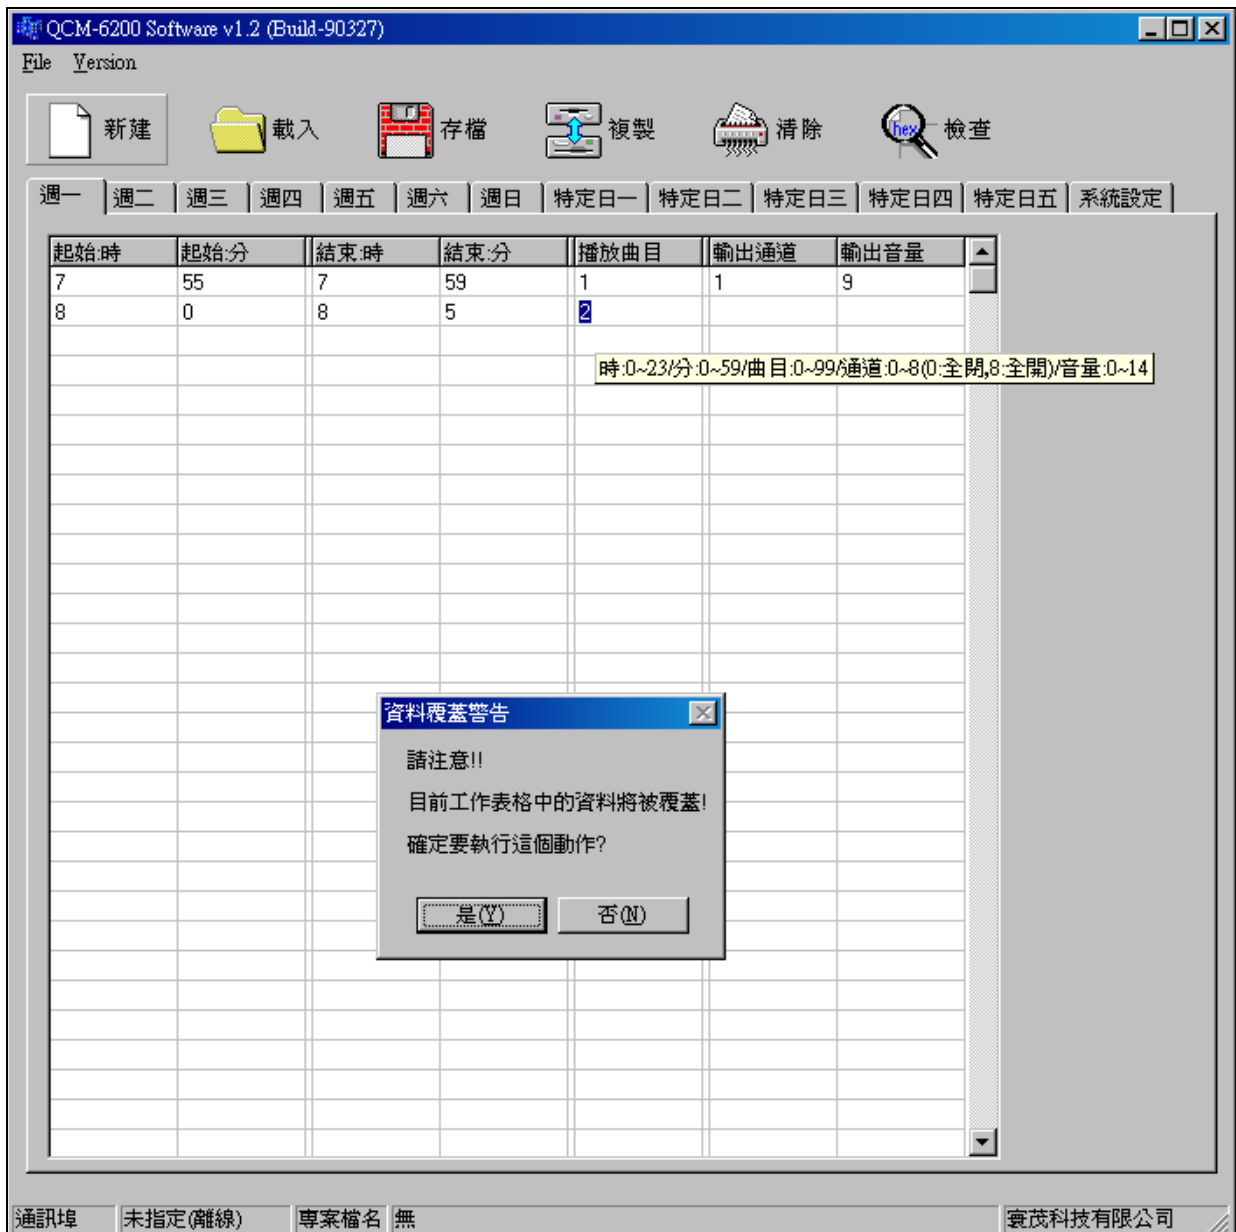 QCM-6200 Software v1.2 (Build-90327)
File Version
新建 載入 存檔 複製 清除 檢查
週一 週二 週三 週四 週五 週六 週日 特定日一 特定日二 特定日三 特定日四 特定日五 系統設定
起始:時 起始:分 結束:時 結束:分 播放曲目 輸出通道 輸出音量
7 55 7 59 1 1 9
8 0 8 5 2
時:0~23/分:0~59/曲目:0~99/通道:0~8(0:全閉,8:全開)/音量:0~14
資料覆蓋警告
請注意!!
目前工作表格中的資料將被覆蓋!
確定要執行這個動作?
是(Y) 否(N)
通訊埠 未指定(離線) 專案檔名 無 寰茂科技有限公司